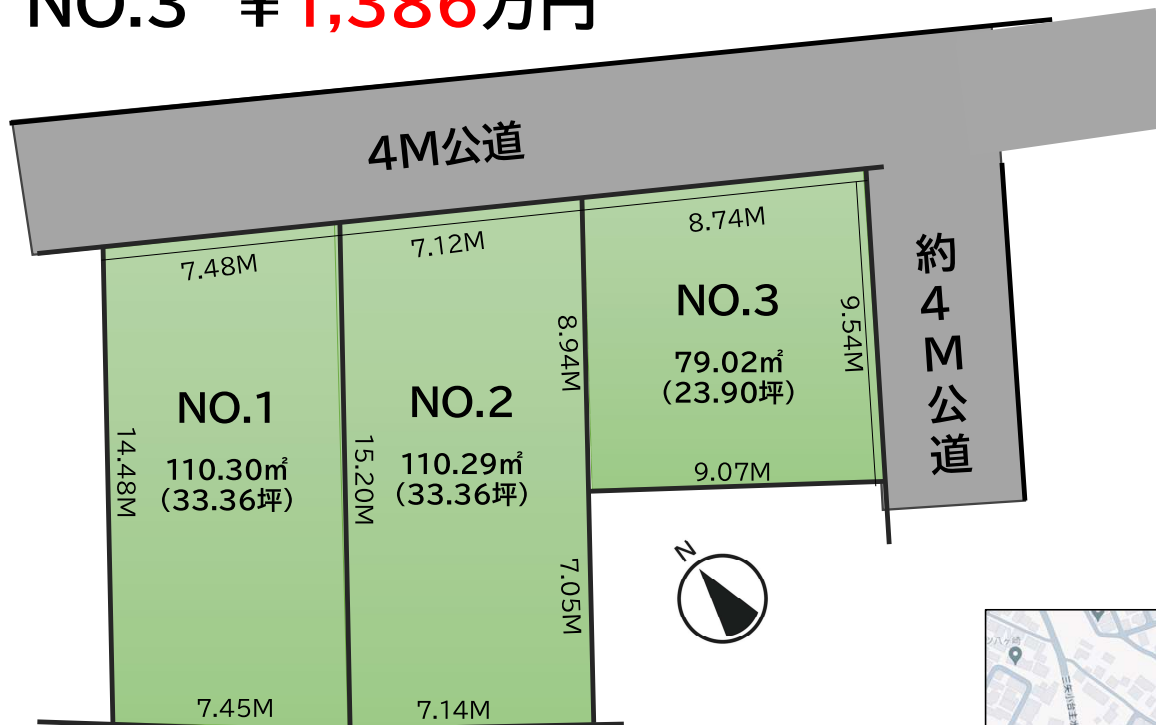 NO.3 ¥1,386万円
4M公道
約4M公道
7.48M
7.12M
8.74M
NO.1
110.30㎡
(33.36坪)
14.48M
7.45M
NO.2
110.29㎡
(33.36坪)
15.20M
8.94M
7.05M
7.14M
NO.3
79.02㎡
(23.90坪)
9.54M
9.07M
N